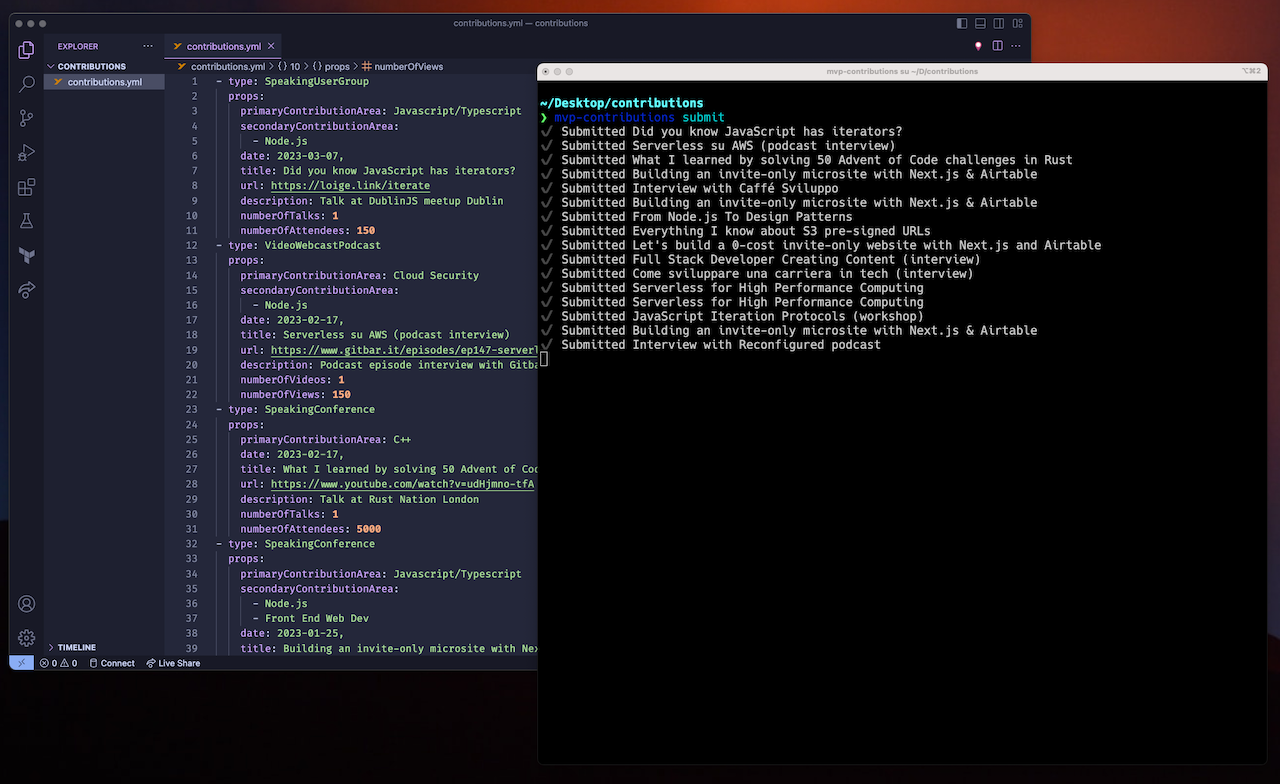 contributions.yml — contributions
EXPLORER
contributions.yml
CONTRIBUTIONS
contributions.yml
contributions.yml > {} 10 > {} props > numberOfViews
1 - type: SpeakingUserGroup
2 props:
3 primaryContributionArea: Javascript/Typescript
4 secondaryContributionArea:
5 - Node.js
6 date: 2023-03-07,
7 title: Did you know JavaScript has iterators?
8 url: https://loige.link/iterate
9 description: Talk at DublinJS meetup Dublin
10 numberOfTalks: 1
11 numberOfAttendees: 150
12 - type: VideoWebcastPodcast
13 props:
14 primaryContributionArea: Cloud Security
15 secondaryContributionArea:
16 - Node.js
17 date: 2023-02-17,
18 title: Serverless su AWS (podcast interview)
19 url: https://www.gitbar.it/episodes/ep147-serverl
20 description: Podcast episode interview with Gitba
21 numberOfVideos: 1
22 numberOfViews: 150
23 - type: SpeakingConference
24 props:
25 primaryContributionArea: C++
26 date: 2023-02-17,
27 title: What I learned by solving 50 Advent of Cod
28 url: https://www.youtube.com/watch?v=udHjmno-tfA
29 description: Talk at Rust Nation London
30 numberOfTalks: 1
31 numberOfAttendees: 5000
32 - type: SpeakingConference
33 props:
34 primaryContributionArea: Javascript/Typescript
35 secondaryContributionArea:
36 - Node.js
37 - Front End Web Dev
38 date: 2023-01-25,
39 title: Building an invite-only microsite with Nex
TIMELINE
0 0 Connect Live Share
mvp-contributions su ~/D/contributions
⌥⌘2
~/Desktop/contributions
❯ mvp-contributions submit
✔ Submitted Did you know JavaScript has iterators?
✔ Submitted Serverless su AWS (podcast interview)
✔ Submitted What I learned by solving 50 Advent of Code challenges in Rust
✔ Submitted Building an invite-only microsite with Next.js & Airtable
✔ Submitted Interview with Caffé Sviluppo
✔ Submitted Building an invite-only microsite with Next.js & Airtable
✔ Submitted From Node.js To Design Patterns
✔ Submitted Everything I know about S3 pre-signed URLs
✔ Submitted Let's build a 0-cost invite-only website with Next.js and Airtable
✔ Submitted Full Stack Developer Creating Content (interview)
✔ Submitted Come sviluppare una carriera in tech (interview)
✔ Submitted Serverless for High Performance Computing
✔ Submitted Serverless for High Performance Computing
✔ Submitted JavaScript Iteration Protocols (workshop)
✔ Submitted Building an invite-only microsite with Next.js & Airtable
✔ Submitted Interview with Reconfigured podcast